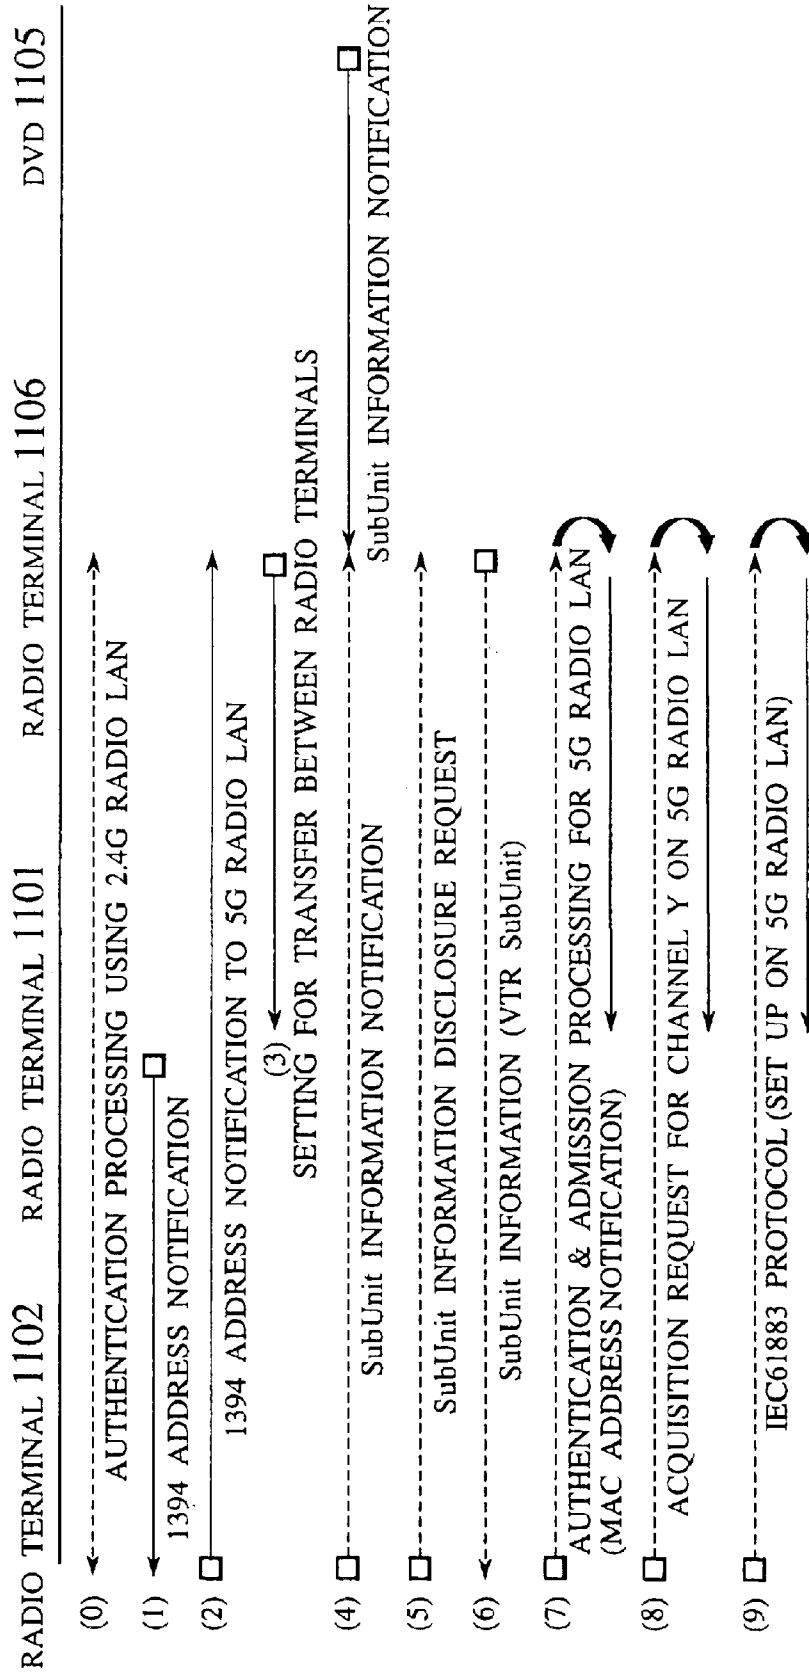 RADIO TERMINAL 1102
RADIO TERMINAL 1101
RADIO TERMINAL 1106
DVD 1105
(0)
AUTHENTICATION PROCESSING USING 2.4G RADIO LAN
(1)
1394 ADDRESS NOTIFICATION
(2)
1394 ADDRESS NOTIFICATION TO 5G RADIO LAN
(3)
SETTING FOR TRANSFER BETWEEN RADIO TERMINALS
(4)
SubUnit INFORMATION NOTIFICATION
SubUnit INFORMATION NOTIFICATION
(5)
SubUnit INFORMATION DISCLOSURE REQUEST
(6)
SubUnit INFORMATION (VTR SubUnit)
(7)
AUTHENTICATION & ADMISSION PROCESSING FOR 5G RADIO LAN
(MAC ADDRESS NOTIFICATION)
(8)
ACQUISITION REQUEST FOR CHANNEL Y ON 5G RADIO LAN
(9)
IEC61883 PROTOCOL (SET UP ON 5G RADIO LAN)